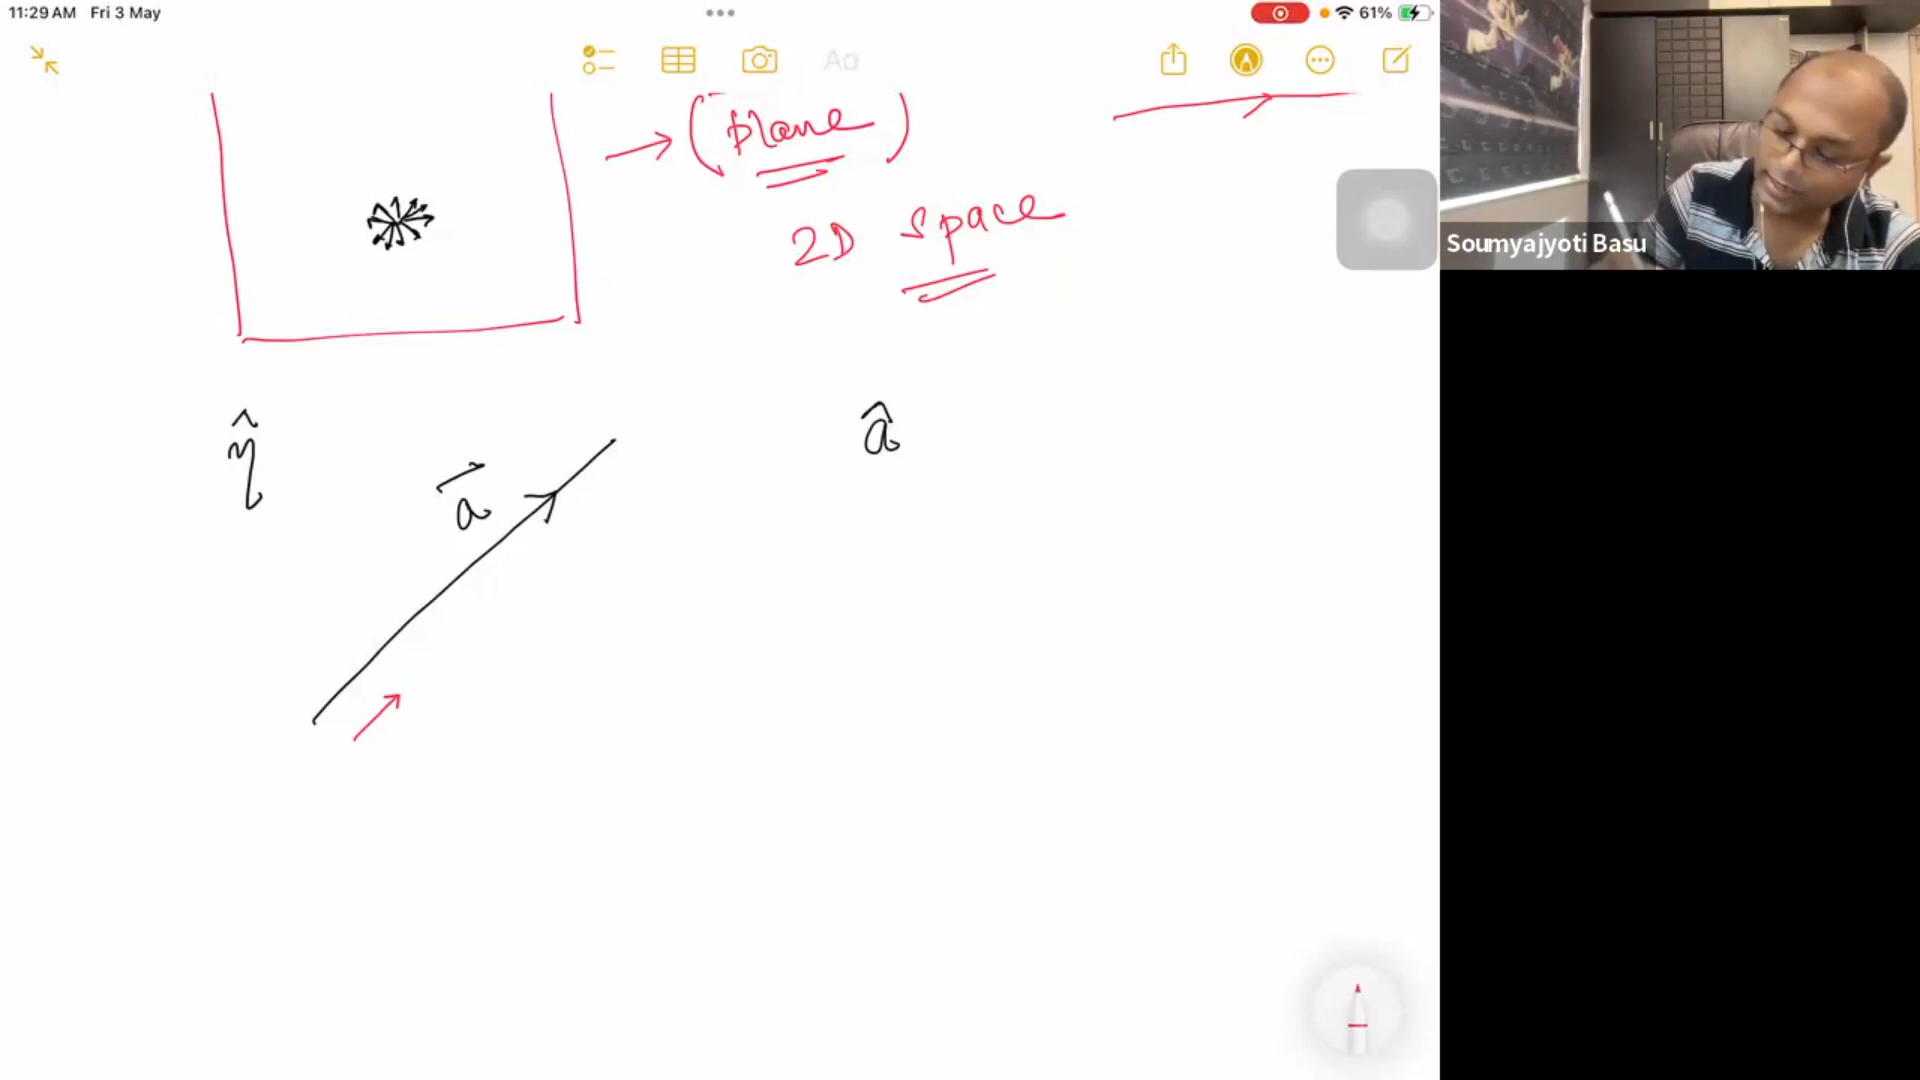 11:29 AM Fri 3 May
61%
Aa
(plane)
2D space
Soumyajyoti Basu
η̂
a⃗
â